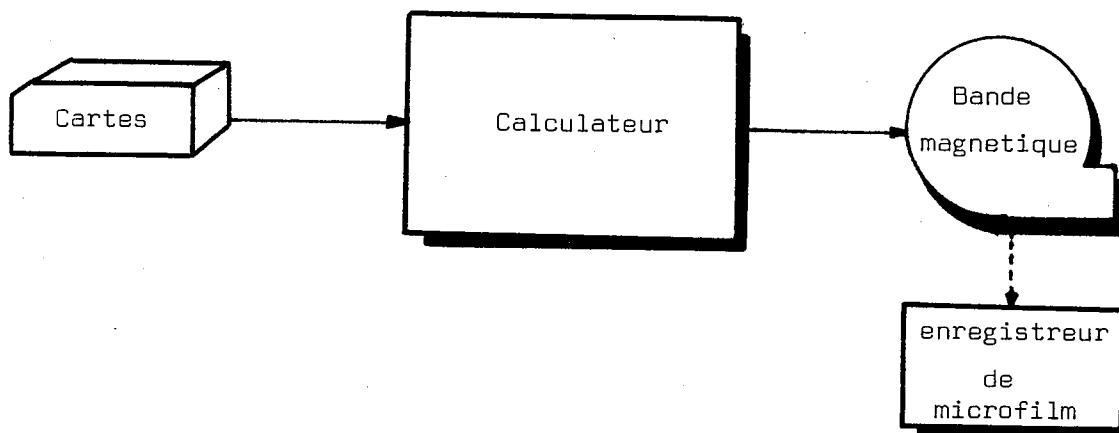 Cartes
Calculateur
Bande
magnetique
enregistreur
de
microfilm